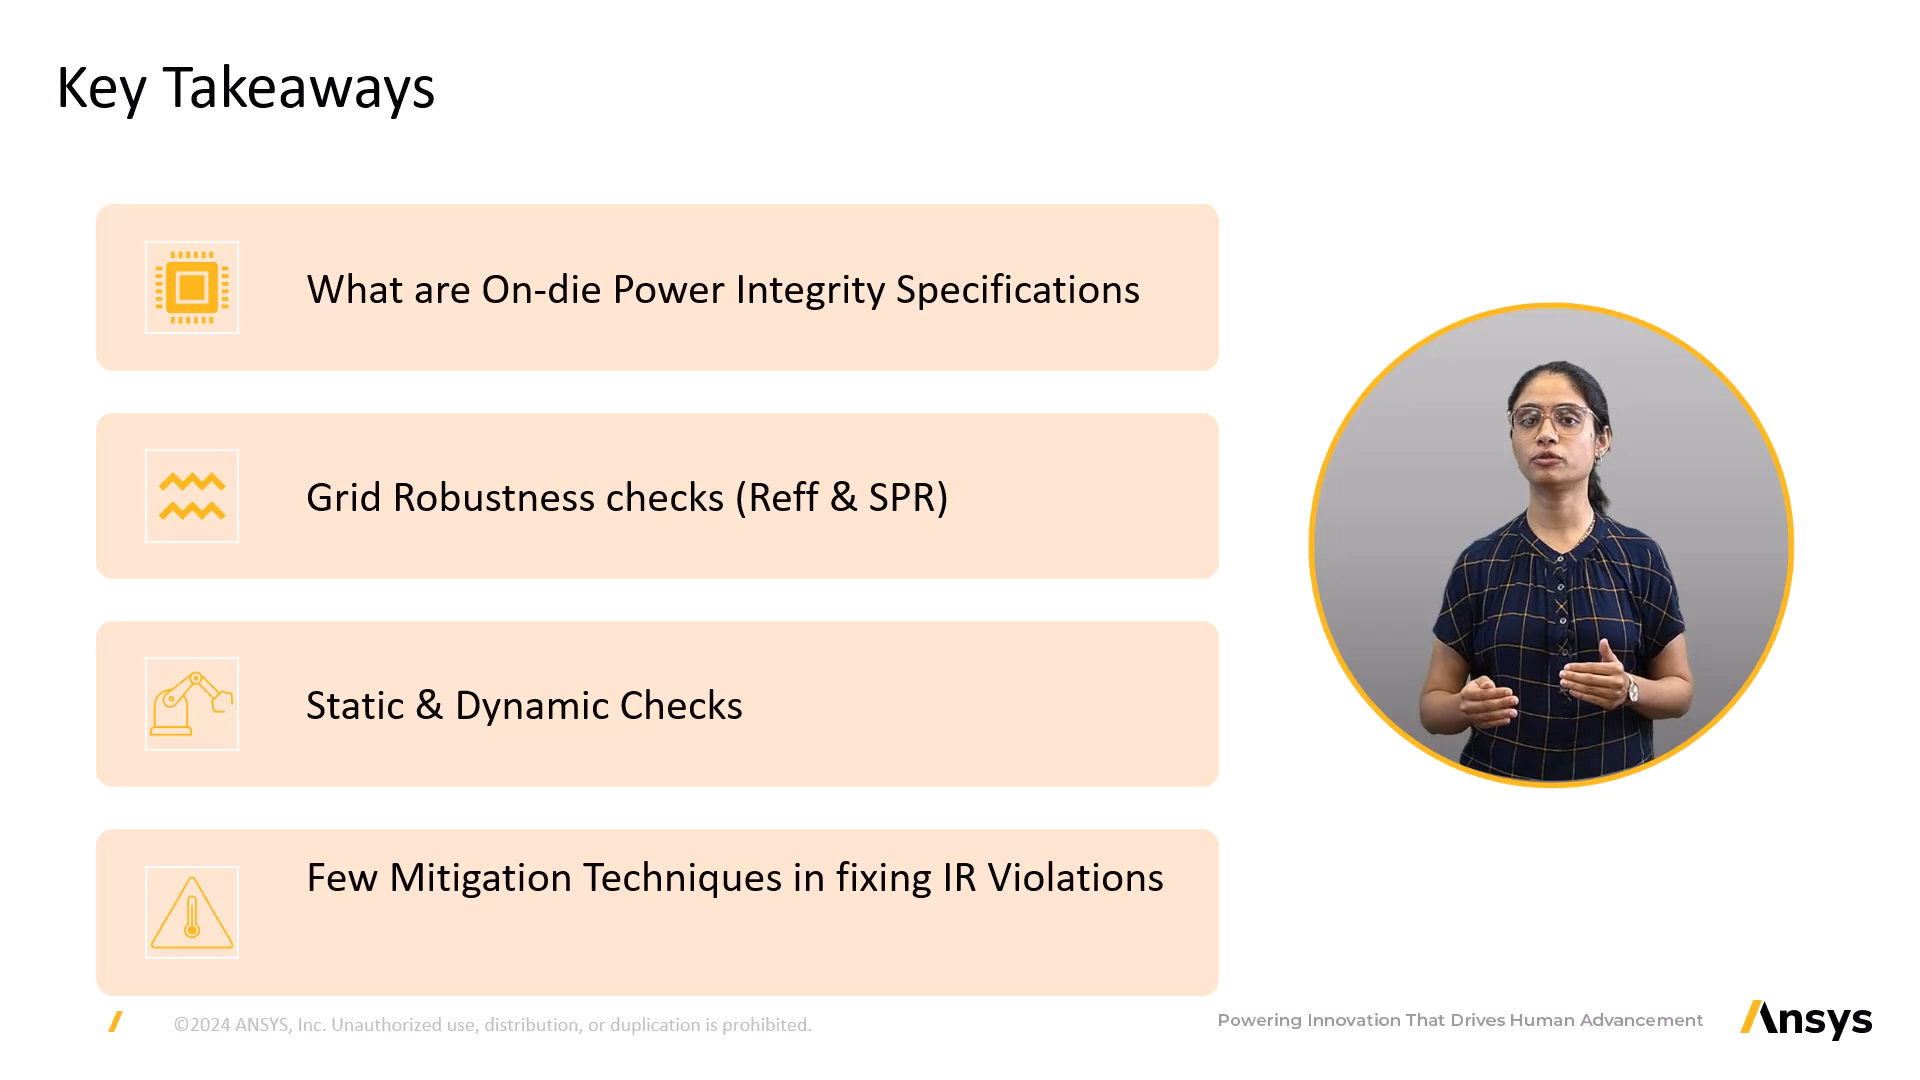 Key Takeaways
What are On-die Power Integrity Specifications
Grid Robustness checks (Reff & SPR)
Static & Dynamic Checks
Few Mitigation Techniques in fixing IR Violations
©2024 ANSYS, Inc. Unauthorized use, distribution, or duplication is prohibited.
Powering Innovation That Drives Human Advancement
Ansys